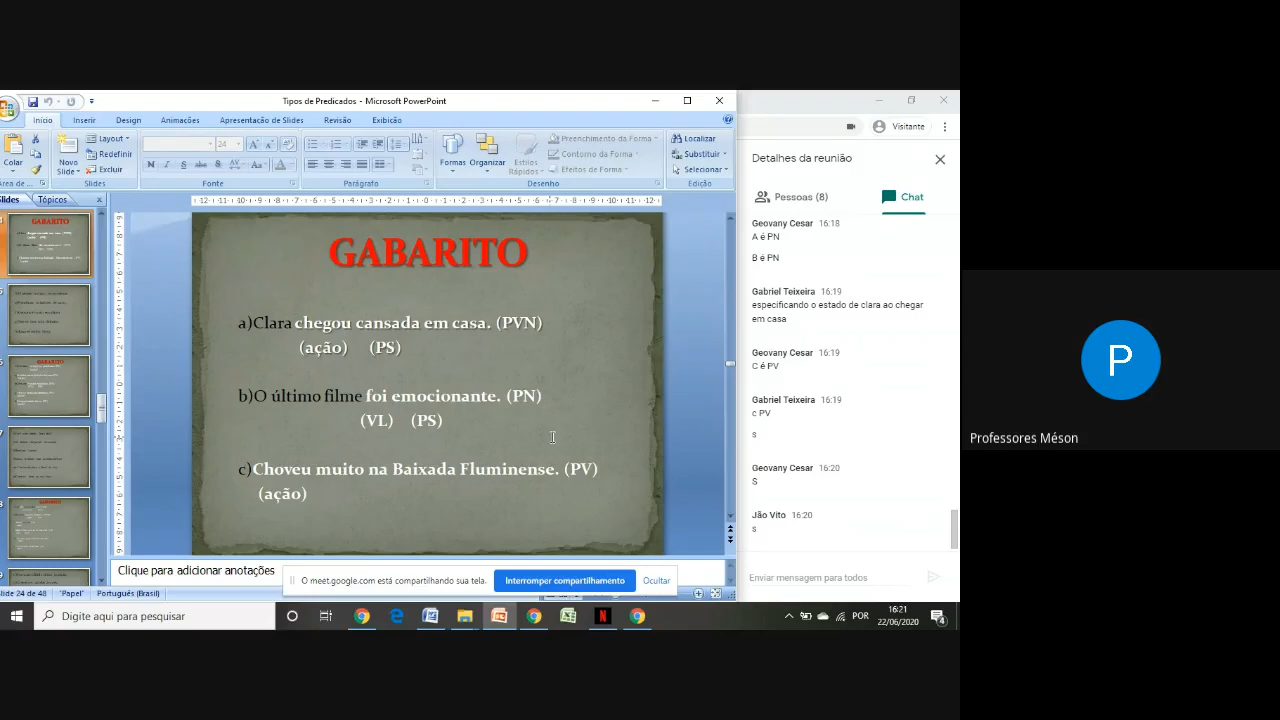 Tipos de Predicados - Microsoft PowerPoint
Início Inserir Design Animações Apresentação de Slides Revisão Exibição
Colar
Novo
Slide
Layout
Redefinir
Excluir
Slides
24
Fonte
Parágrafo
Formas Organizar Estilos
Rápidos
Preenchimento da Forma
Contorno da Forma
Efeitos de Forma
Desenho
Localizar
Substituir
Selecionar
Edição
Tópicos
GABARITO
a)Clara chegou cansada em casa. (PVN)
(ação) (PS)
b)O último filme foi emocionante. (PN)
(VL) (PS)
c)Choveu muito na Baixada Fluminense. (PV)
(ação)
Clique para adicionar anotações
O meet.google.com está compartilhando sua tela. Interromper compartilhamento Ocultar
lide 24 de 48 "Papel" Português (Brasil)
Visitante
Detalhes da reunião
Pessoas (8) Chat
Geovany Cesar 16:18
A é PN
B é PN
Gabriel Teixeira 16:19
especificando o estado de clara ao chegar
em casa
Geovany Cesar 16:19
C é PV
Gabriel Teixeira 16:19
c PV
s
Geovany Cesar 16:20
S
Jão Vito 16:20
s
Enviar mensagem para todos
Digite aqui para pesquisar
POR
16:21
22/06/2020
4
P
Professores Méson